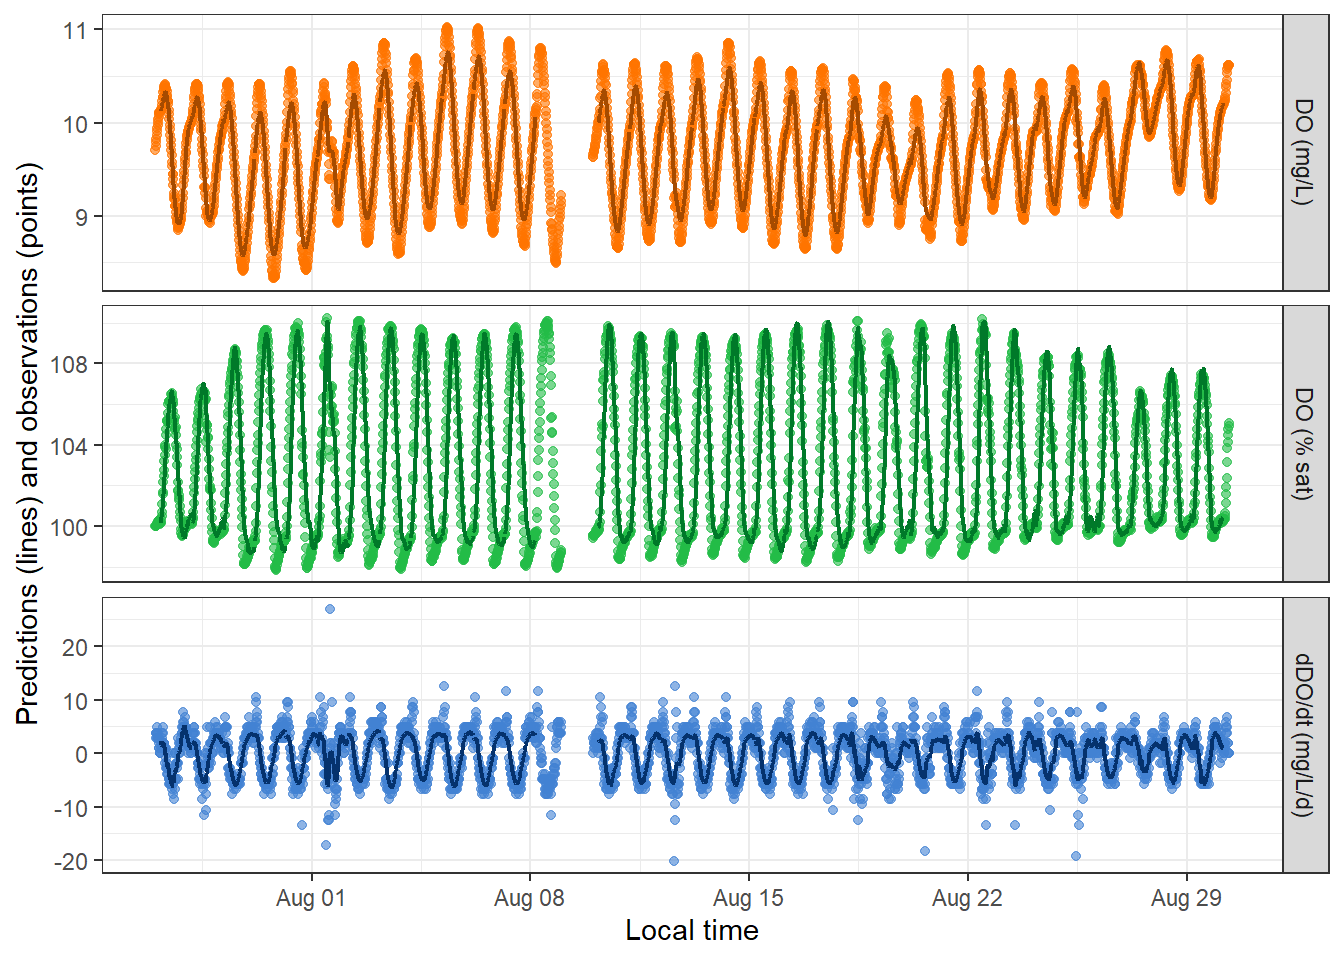 Predictions (lines) and observations (points)
11
10
9
DO (mg/L)
108
104
100
DO (% sat)
20
10
0
-10
-20
dDO/dt (mg/L/d)
Aug 01
Aug 08
Aug 15
Aug 22
Aug 29
Local time